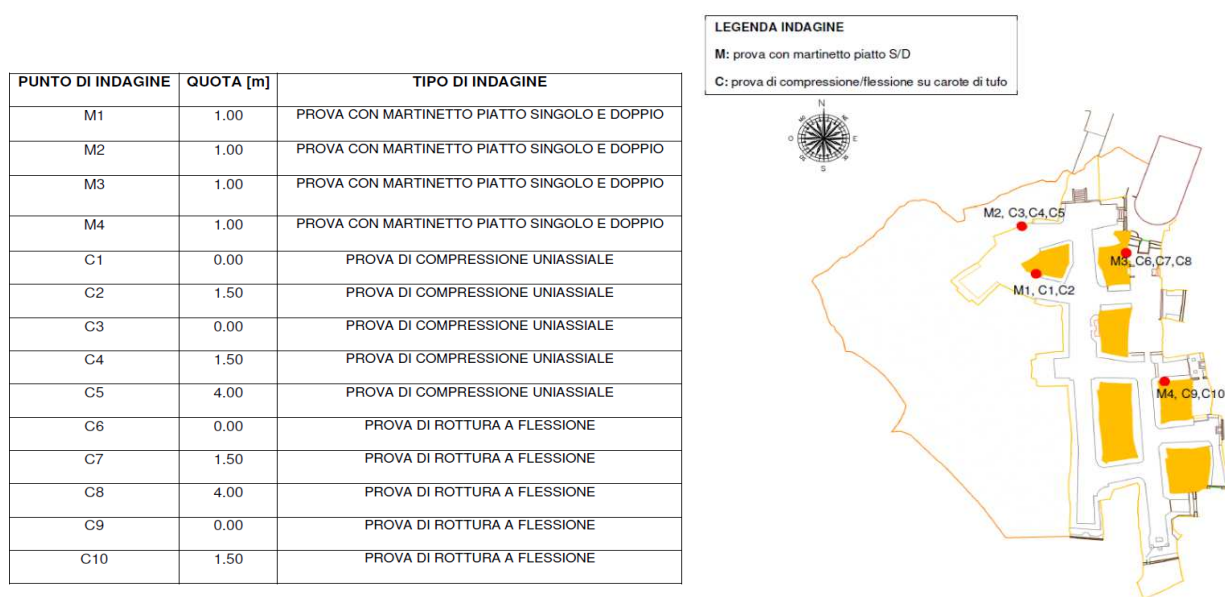 LEGENDA INDAGINE
M: prova con martinetto piatto S/D
C: prova di compressione/flessione su carote di tufo
PUNTO DI INDAGINE QUOTA [m] TIPO DI INDAGINE
M1 1.00 PROVA CON MARTINETTO PIATTO SINGOLO E DOPPIO
M2 1.00 PROVA CON MARTINETTO PIATTO SINGOLO E DOPPIO
M3 1.00 PROVA CON MARTINETTO PIATTO SINGOLO E DOPPIO
M4 1.00 PROVA CON MARTINETTO PIATTO SINGOLO E DOPPIO
C1 0.00 PROVA DI COMPRESSIONE UNIASSIALE
C2 1.50 PROVA DI COMPRESSIONE UNIASSIALE
C3 0.00 PROVA DI COMPRESSIONE UNIASSIALE
C4 1.50 PROVA DI COMPRESSIONE UNIASSIALE
C5 4.00 PROVA DI COMPRESSIONE UNIASSIALE
C6 0.00 PROVA DI ROTTURA A FLESSIONE
C7 1.50 PROVA DI ROTTURA A FLESSIONE
C8 4.00 PROVA DI ROTTURA A FLESSIONE
C9 0.00 PROVA DI ROTTURA A FLESSIONE
C10 1.50 PROVA DI ROTTURA A FLESSIONE
N
O E
S
M2, C3,C4,C5
M3, C6,C7,C8
M1, C1,C2
M4, C9,C10